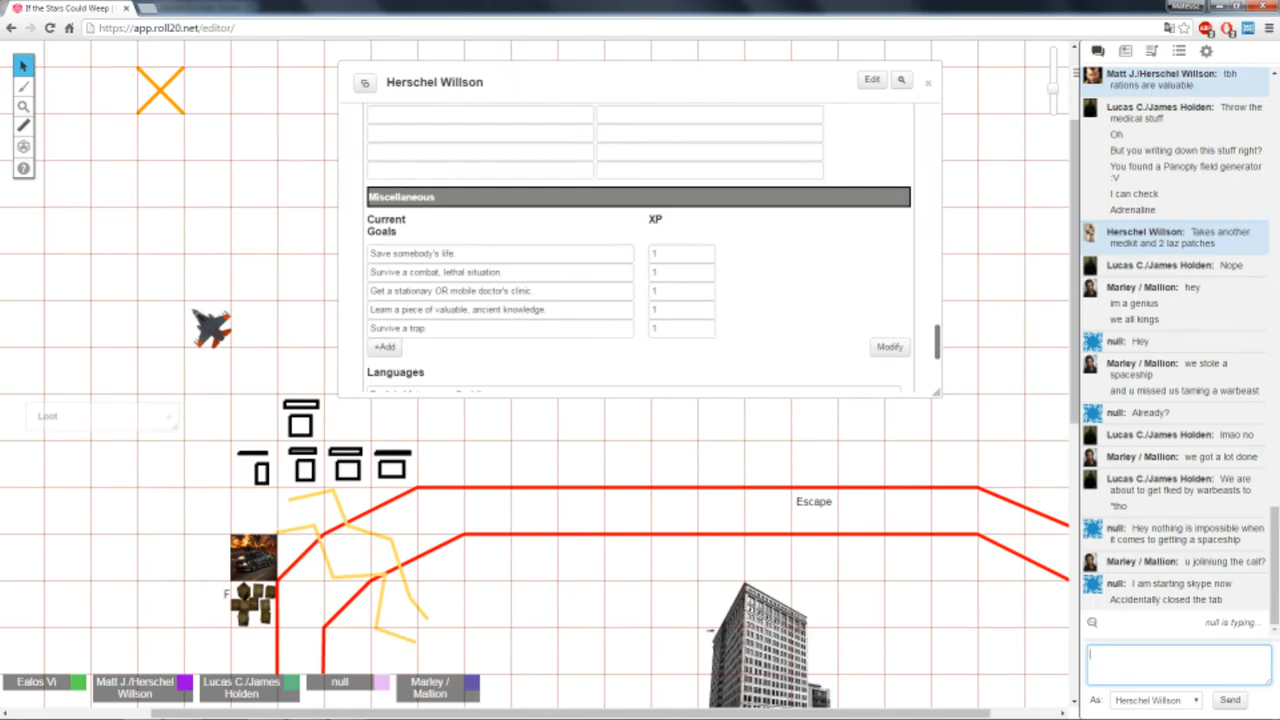 If the Stars Could Weep |
Mateusz
https://app.roll20.net/editor/
Herschel Willson
Edit
Miscellaneous
Current
Goals
XP
Save somebody's life.
1
Survive a combat, lethal situation.
1
Get a stationary OR mobile doctor's clinic.
1
Learn a piece of valuable, ancient knowledge.
1
Survive a trap.
1
+Add
Modify
Languages
Loot
Escape
F
Ealos Vi
Matt J./Herschel
Willson
Lucas C./James
Holden
null
Marley /
Mallion
Matt J./Herschel Willson: tbh
rations are valuable
Lucas C./James Holden: Throw the
medical stuff
Oh
But you writing down this stuff right?
You found a Panoply field generator
:V
I can check
Adrenaline
Herschel Willson: Takes another
medkit and 2 laz patches
Lucas C./James Holden: Nope
Marley / Mallion: hey
im a genius
we all kings
null: Hey
Marley / Mallion: we stole a
spaceship
and u missed us taming a warbeast
null: Already?
Lucas C./James Holden: lmao no
Marley / Mallion: we got a lot done
Lucas C./James Holden: We are
about to get fked by warbeasts to
*tho
null: Hey nothing is impossible when
it comes to getting a spaceship
Marley / Mallion: u joliniung the call?
null: I am starting skype now
Accidentally closed the tab
null is typing...
As: Herschel Willson
Send